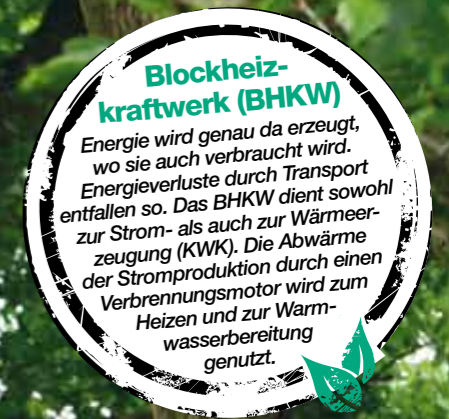 Blockheiz-
kraftwerk (BHKW)
Energie wird genau da erzeugt,
wo sie auch verbraucht wird.
Energieverluste durch Transport
entfallen so. Das BHKW dient sowohl
zur Strom- als auch zur Wärmeer-
zeugung (KWK). Die Abwärme
der Stromproduktion durch einen
Verbrennungsmotor wird zum
Heizen und zur Warm-
wasserbereitung
genutzt.